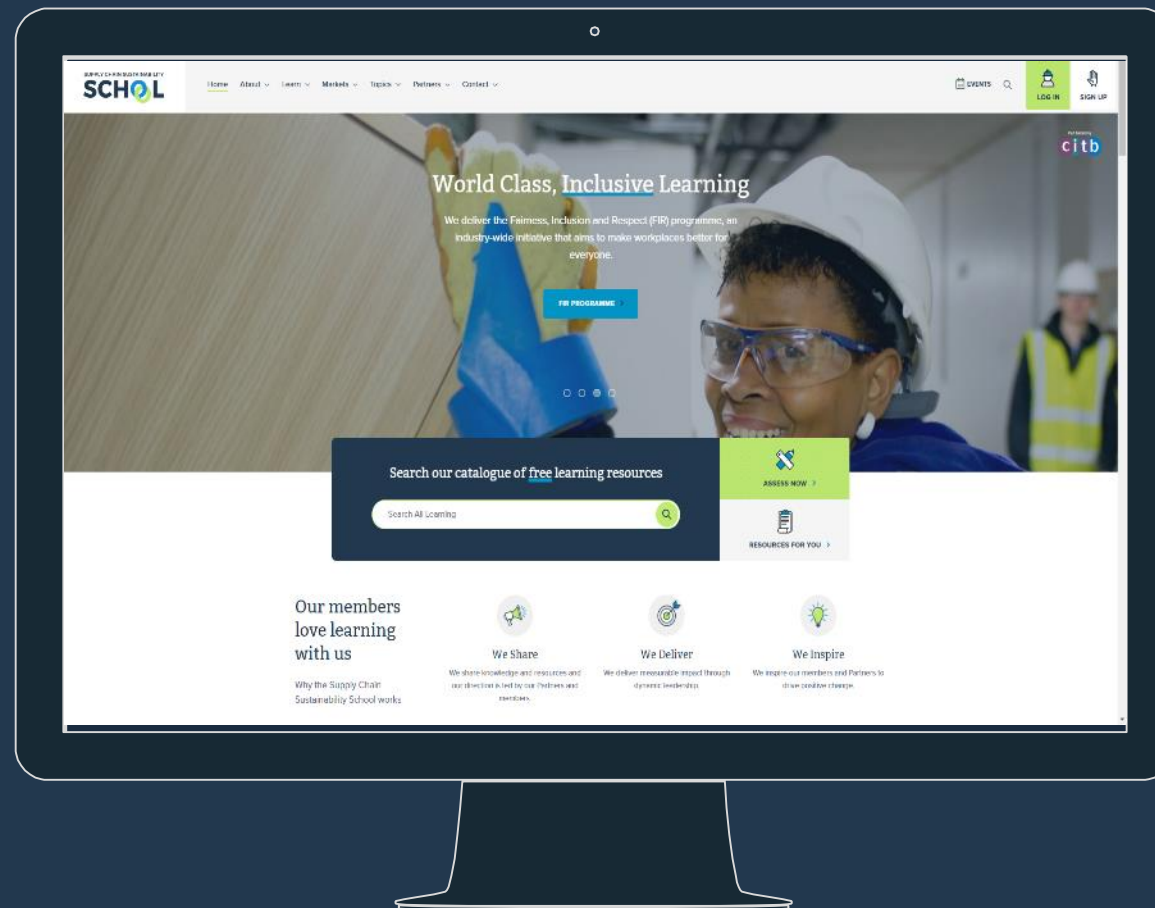 SUPPLY CHAIN SUSTAINABILITY
SCHOOL
Home About Learn Markets Topics Partners Contact
EVENTS
LOG IN
SIGN UP
citb
World Class, Inclusive Learning
We deliver the Fairness, Inclusion and Respect (FIR) programme, an
industry-wide initiative that aims to make workplaces better for
everyone.
FIR PROGRAMME
Search our catalogue of free learning resources
Search All Learning
ASSESS NOW
RESOURCES FOR YOU
Our members
love learning
with us
Why the Supply Chain
Sustainability School works
We Share
We share knowledge and resources and
our direction is led by our Partners and
members.
We Deliver
We deliver measurable impact through
dynamic leadership
We Inspire
We inspire our members and Partners to
drive positive change.